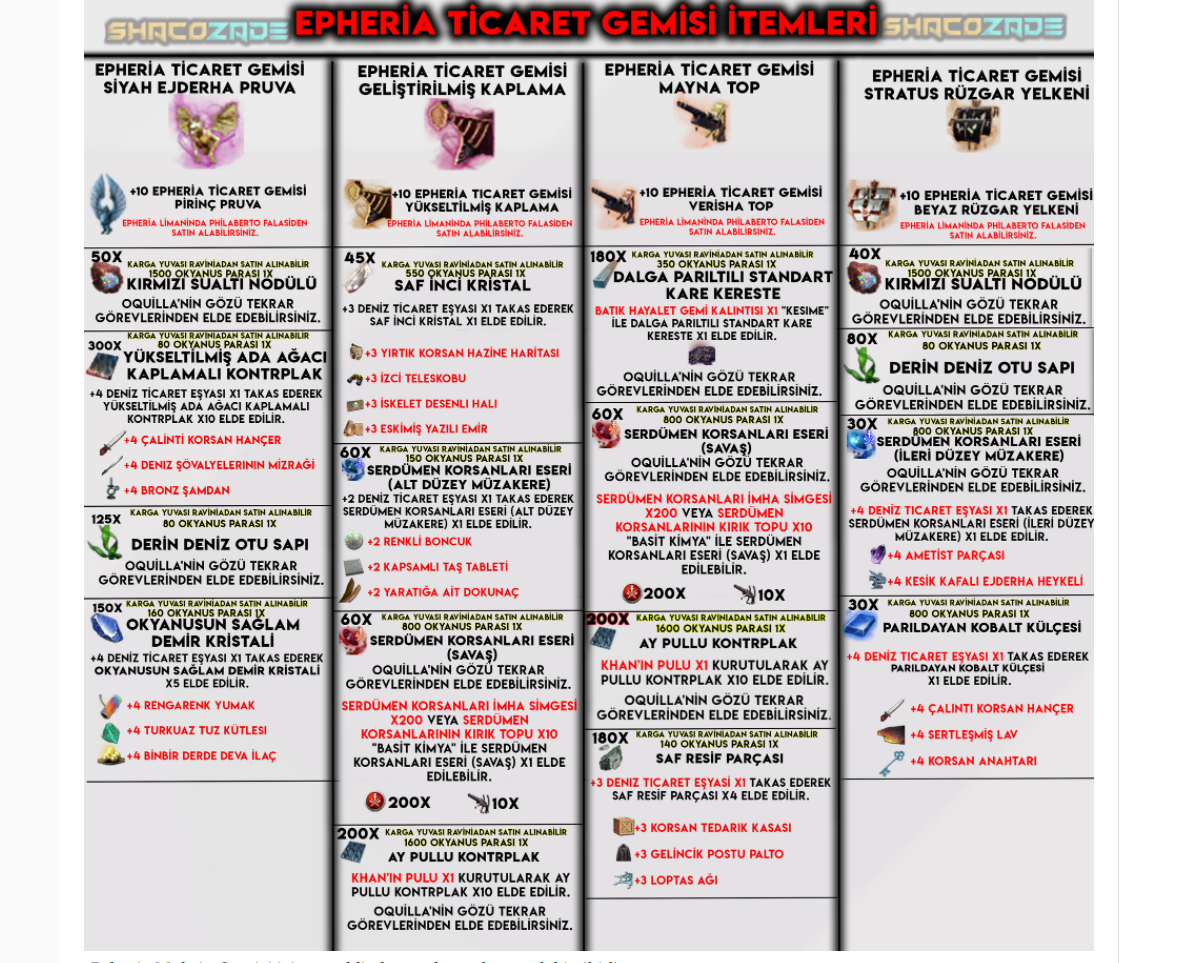 SHACOZADE EPHERİA TİCARET GEMİSİ İTEMLERİ SHACOZADE
EPHERİA TİCARET GEMİSİ
SİYAH EJDERHA PRUVA
+10 EPHERİA TİCARET GEMİSİ
PİRİNÇ PRUVA
EPHERİA LİMANINDA PHİLABERTO FALASİDEN
SATIN ALABİLİRSİNİZ.
50X
KARGA YUVASI RAVİNİADAN SATIN ALINABİLİR
1500 OKYANUS PARASI 1X
KIRMIZI SUALTI NODÜLÜ
OQUİLLA'NİN GÖZÜ TEKRAR
GÖREVLERİNDEN ELDE EDEBİLİRSİNİZ.
KARGA YUVASI RAVİNİADAN SATIN ALINABİLİR
80 OKYANUS PARASI 1X
300X YÜKSELTİLMİŞ ADA AĞACI
KAPLAMALI KONTRPLAK
+4 DENİZ TİCARET EŞYASI X1 TAKAS EDEREK
YÜKSELTİLMİŞ ADA AĞACI KAPLAMALI
KONTRPLAK X10 ELDE EDİLİR.
+4 ÇALINTI KORSAN HANÇER
+4 DENIZ ŞÖVALYELERININ MIZRAĞI
+4 BRONZ ŞAMDAN
125X
KARGA YUVASI RAVİNİADAN SATIN ALINABİLİR
80 OKYANUS PARASI 1X
DERİN DENİZ OTU SAPI
OQUİLLA'NİN GÖZÜ TEKRAR
GÖREVLERİNDEN ELDE EDEBİLİRSİNİZ.
150X
KARGA YUVASI RAVİNİADAN SATIN ALINABİLİR
160 OKYANUS PARASI 1X
OKYANUSUN SAĞLAM
DEMİR KRİSTALİ
+4 DENİZ TİCARET EŞYASI X1 TAKAS EDEREK
OKYANUSUN SAĞLAM DEMIR KRISTALİ
X5 ELDE EDİLİR.
+4 RENGARENK YUMAK
+4 TURKUAZ TUZ KÜTLESI
+4 BİNBİR DERDE DEVA İLAÇ
EPHERİA TİCARET GEMİSİ
GELİŞTİRİLMİŞ KAPLAMA
+10 EPHERİA TICARET GEMİSİ
YÜKSELTİLMİŞ KAPLAMA
EPHERİA LİMANINDA PHİLABERTO FALASİDEN
SATIN ALABİLİRSİNİZ.
45X
KARGA YUVASI RAVİNİADAN SATIN ALINABİLİR
550 OKYANUS PARASI 1X
SAF İNCİ KRİSTAL
+3 DENİZ TİCARET EŞYASI X1 TAKAS EDEREK
SAF İNCİ KRİSTAL X1 ELDE EDİLİR.
+3 YIRTIK KORSAN HAZİNE HARİTASI
+3 İZCİ TELESKOBU
+3 İSKELET DESENLI HALI
+3 ESKİMİŞ YAZILI EMİR
60X
KARGA YUVASI RAVİNİADAN SATIN ALINABİLİR
150 OKYANUS PARASI 1X
SERDÜMEN KORSANLARI ESERİ
(ALT DÜZEY MÜZAKERE)
+2 DENİZ TİCARET EŞYASI X1 TAKAS EDEREK
SERDÜMEN KORSANLARI ESERİ (ALT DÜZEY
MÜZAKERE) X1 ELDE EDİLİR.
+2 RENKLİ BONCUK
+2 KAPSAMLI TAŞ TABLETİ
+2 YARATIĞA AİT DOKUNAÇ
60X
KARGA YUVASI RAVİNİADAN SATIN ALINABİLİR
800 OKYANUS PARASI 1X
SERDÜMEN KORSANLARI ESERİ
(SAVAŞ)
OQUİLLA'NİN GÖZÜ TEKRAR
GÖREVLERİNDEN ELDE EDEBİLİRSİNİZ.
SERDÜMEN KORSANLARI İMHA SİMGESİ
X200 VEYA SERDÜMEN
KORSANLARININ KIRIK TOPU X10
"BASİT KİMYA" İLE SERDÜMEN
KORSANLARI ESERİ (SAVAŞ) X1 ELDE
EDILEBİLİR.
200X 10X
200X
KARGA YUVASI RAVİNİADAN SATIN ALINABİLİR
1600 OKYANUS PARASI 1X
AY PULLU KONTRPLAK
KHAN'IN PULU X1 KURUTULARAK AY
PULLU KONTRPLAK X10 ELDE EDİLİR.
OQUİLLA'NİN GÖZÜ TEKRAR
GÖREVLERİNDEN ELDE EDEBİLİRSİNİZ.
EPHERİA TİCARET GEMİSİ
MAYNA TOP
+10 EPHERİA TİCARET GEMİSİ
VERİSHA TOP
EPHERİA LİMANINDA PHİLABERTO FALASİDEN
SATIN ALABİLİRSİNİZ.
180X
KARGA YUVASI RAVİNİADAN SATIN ALINABİLİR
350 OKYANUS PARASI 1X
DALGA PARILTILI STANDART
KARE KERESTE
BATIK HAYALET GEMİ KALINTISI X1 "KESIME"
İLE DALGA PARILTILI STANDART KARE
KERESTE X1 ELDE EDİLİR.
OQUİLLA'NİN GÖZÜ TEKRAR
GÖREVLERİNDEN ELDE EDEBİLİRSİNİZ.
60X
KARGA YUVASI RAVİNİADAN SATIN ALINABİLİR
800 OKYANUS PARASI 1X
SERDÜMEN KORSANLARI ESERİ
(SAVAŞ)
OQUİLLA'NİN GÖZÜ TEKRAR
GÖREVLERİNDEN ELDE EDEBİLİRSİNİZ.
SERDÜMEN KORSANLARI İMHA SİMGESİ
X200 VEYA SERDÜMEN
KORSANLARININ KIRIK TOPU X10
"BASİT KİMYA" İLE SERDÜMEN
KORSANLARI ESERİ (SAVAŞ) X1 ELDE
EDİLEBİLİR.
200X 10X
200X
KARGA YUVASI RAVİNİADAN SATIN ALINABİLİR
1600 OKYANUS PARASI 1X
AY PULLU KONTRPLAK
KHAN'IN PULU X1 KURUTULARAK AY
PULLU KONTRPLAK X10 ELDE EDİLİR.
OQUİLLA'NİN GÖZÜ TEKRAR
GÖREVLERİNDEN ELDE EDEBİLİRSİNİZ.
180X
KARGA YUVASI RAVİNİADAN SATIN ALINABİLİR
140 OKYANUS PARASI 1X
SAF RESİF PARÇASI
+3 DENIZ TICARET EŞYASİ X1 TAKAS EDEREK
SAF RESİF PARÇASI X4 ELDE EDİLİR.
+3 KORSAN TEDARIK KASASI
+3 GELİNCİK POSTU PALTO
+3 LOPTAS AĞI
EPHERİA TİCARET GEMİSİ
STRATUS RÜZGAR YELKENİ
+10 EPHERİA TİCARET GEMİSİ
BEYAZ RÜZGAR YELKENİ
EPHERİA LİMANINDA PHİLABERTO FALASİDEN
SATIN ALABİLİRSİNİZ.
40X
KARGA YUVASI RAVİNİADAN SATIN ALINABİLİR
1500 OKYANUS PARASI 1X
KIRMIZI SUALTI NODÜLÜ
OQUİLLA'NİN GÖZÜ TEKRAR
GÖREVLERİNDEN ELDE EDEBİLİRSİNİZ.
80X
KARGA YUVASI RAVİNİADAN SATIN ALINABİLİR
80 OKYANUS PARASI 1X
DERİN DENİZ OTU SAPI
OQUİLLA'NİN GÖZÜ TEKRAR
GÖREVLERİNDEN ELDE EDEBİLİRSİNİZ.
30X
KARGA YUVASI RAVİNİADAN SATIN ALINABİLİR
800 OKYANUS PARASI 1X
SERDÜMEN KORSANLARI ESERİ
(İLERİ DÜZEY MÜZAKERE)
OQUİLLA'NİN GÖZÜ TEKRAR
GÖREVLERİNDEN ELDE EDEBİLİRSİNİZ.
+4 DENIZ TICARET EŞYASI X1 TAKAS EDEREK
SERDÜMEN KORSANLARI ESERİ (İLERİ DÜZEY
MÜZAKERE) X1 ELDE EDİLİR.
+4 AMETİST PARÇASI
+4 KESİK KAFALI EJDERHA HEYKELİ
30X
KARGA YUVASI RAVİNİADAN SATIN ALINABİLİR
800 OKYANUS PARASI 1X
PARILDAYAN KOBALT KÜLÇESİ
+4 DENİZ TİCARET EŞYASI X1 TAKAS EDEREK
PARILDAYAN KOBALT KÜLÇESİ
X1 ELDE EDİLİR.
+4 ÇALINTI KORSAN HANÇER
+4 SERTLEŞMİŞ LAV
+4 KORSAN ANAHTARI